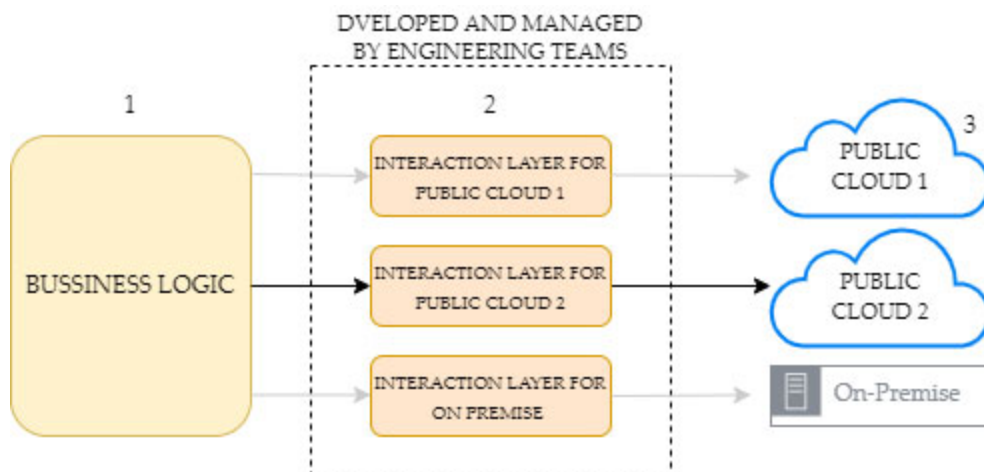 DVELOPED AND MANAGED
BY ENGINEERING TEAMS
1
2
3
BUSSINESS LOGIC
INTERACTION LAYER FOR
PUBLIC CLOUD 1
INTERACTION LAYER FOR
PUBLIC CLOUD 2
INTERACTION LAYER FOR
ON PREMISE
PUBLIC
CLOUD 1
PUBLIC
CLOUD 2
On-Premise